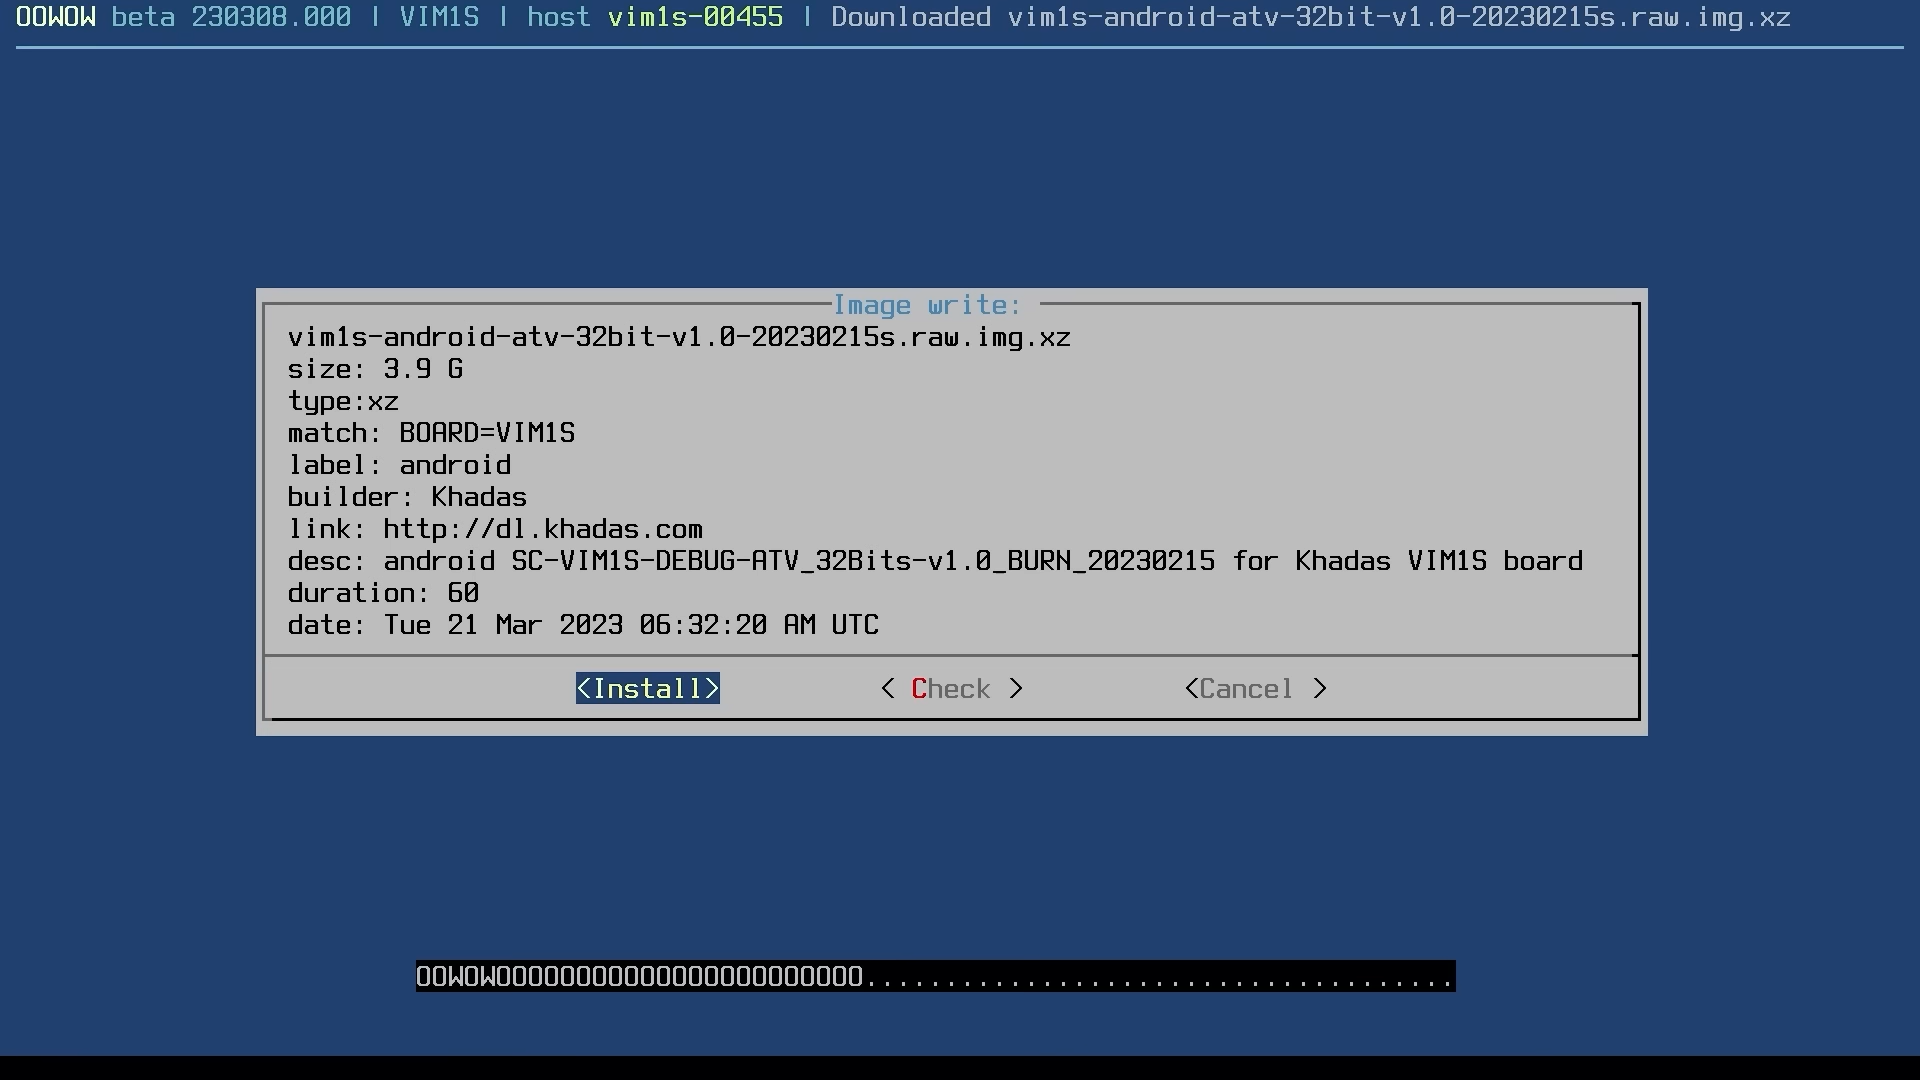 OOWOW beta 230308.000 | VIM1S | host vim1s-00455 | Downloaded vim1s-android-atv-32bit-v1.0-20230215s.raw.img.xz
Image write:
vim1s-android-atv-32bit-v1.0-20230215s.raw.img.xz
size: 3.9 G
type:xz
match: BOARD=VIM1S
label: android
builder: Khadas
link: http://dl.khadas.com
desc: android SC-VIM1S-DEBUG-ATV_32Bits-v1.0_BURN_20230215 for Khadas VIM1S board
duration: 60
date: Tue 21 Mar 2023 06:32:20 AM UTC
<Install> < Check > <Cancel >
OOWOWOOOOOOOOOOOOOOOOOOOOOOO.....................................